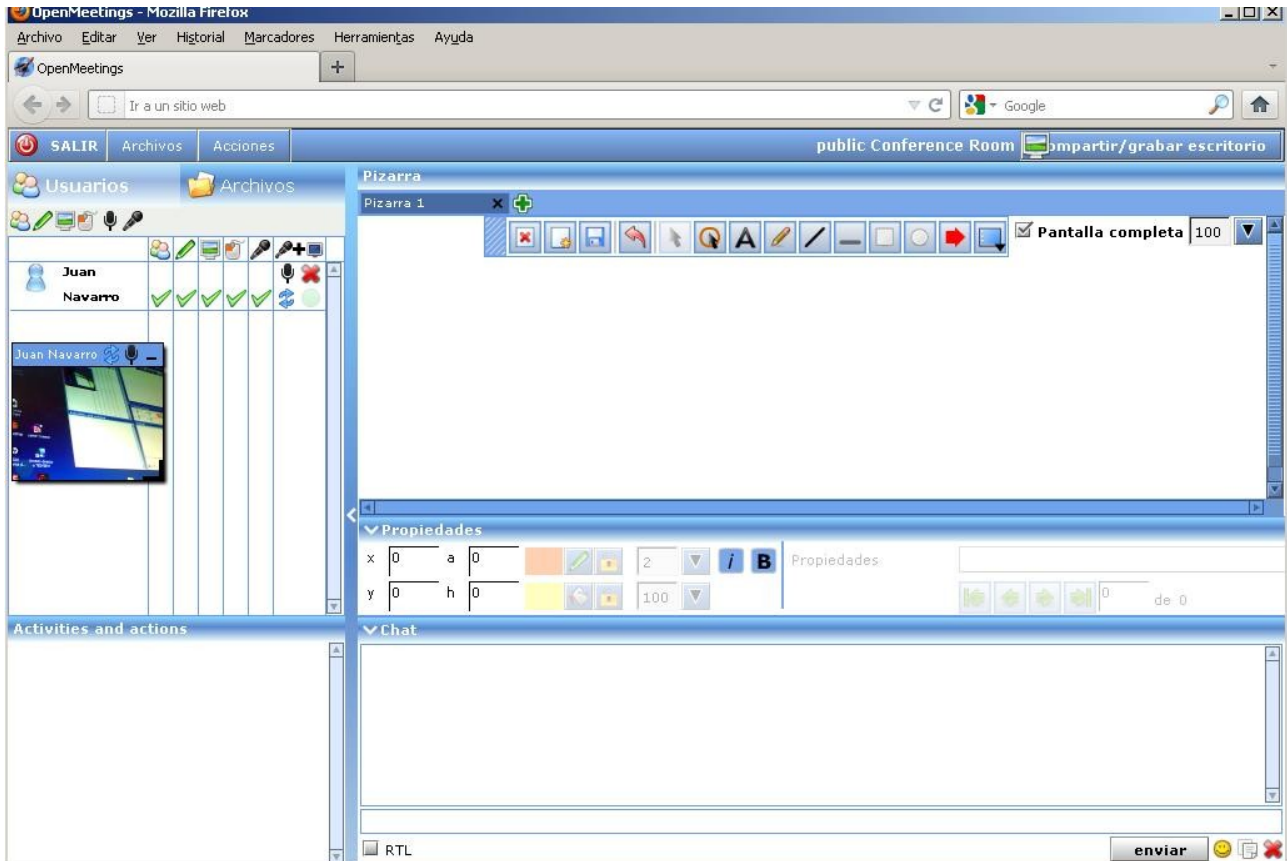 OpenMeetings - Mozilla Firefox
Archivo Editar Ver Historial Marcadores Herramientas Ayuda
OpenMeetings
Ir a un sitio web
Google
SALIR Archivos Acciones
public Conference Room ompartir/grabar escritorio
Usuarios Archivos
Pizarra
Pizarra 1
A
Pantalla completa 100
Juan
Navarro
Juan Navarro
Propiedades
x 0 a 0 2 i B Propiedades
y 0 h 0 100 0 de 0
Activities and actions
Chat
RTL
enviar